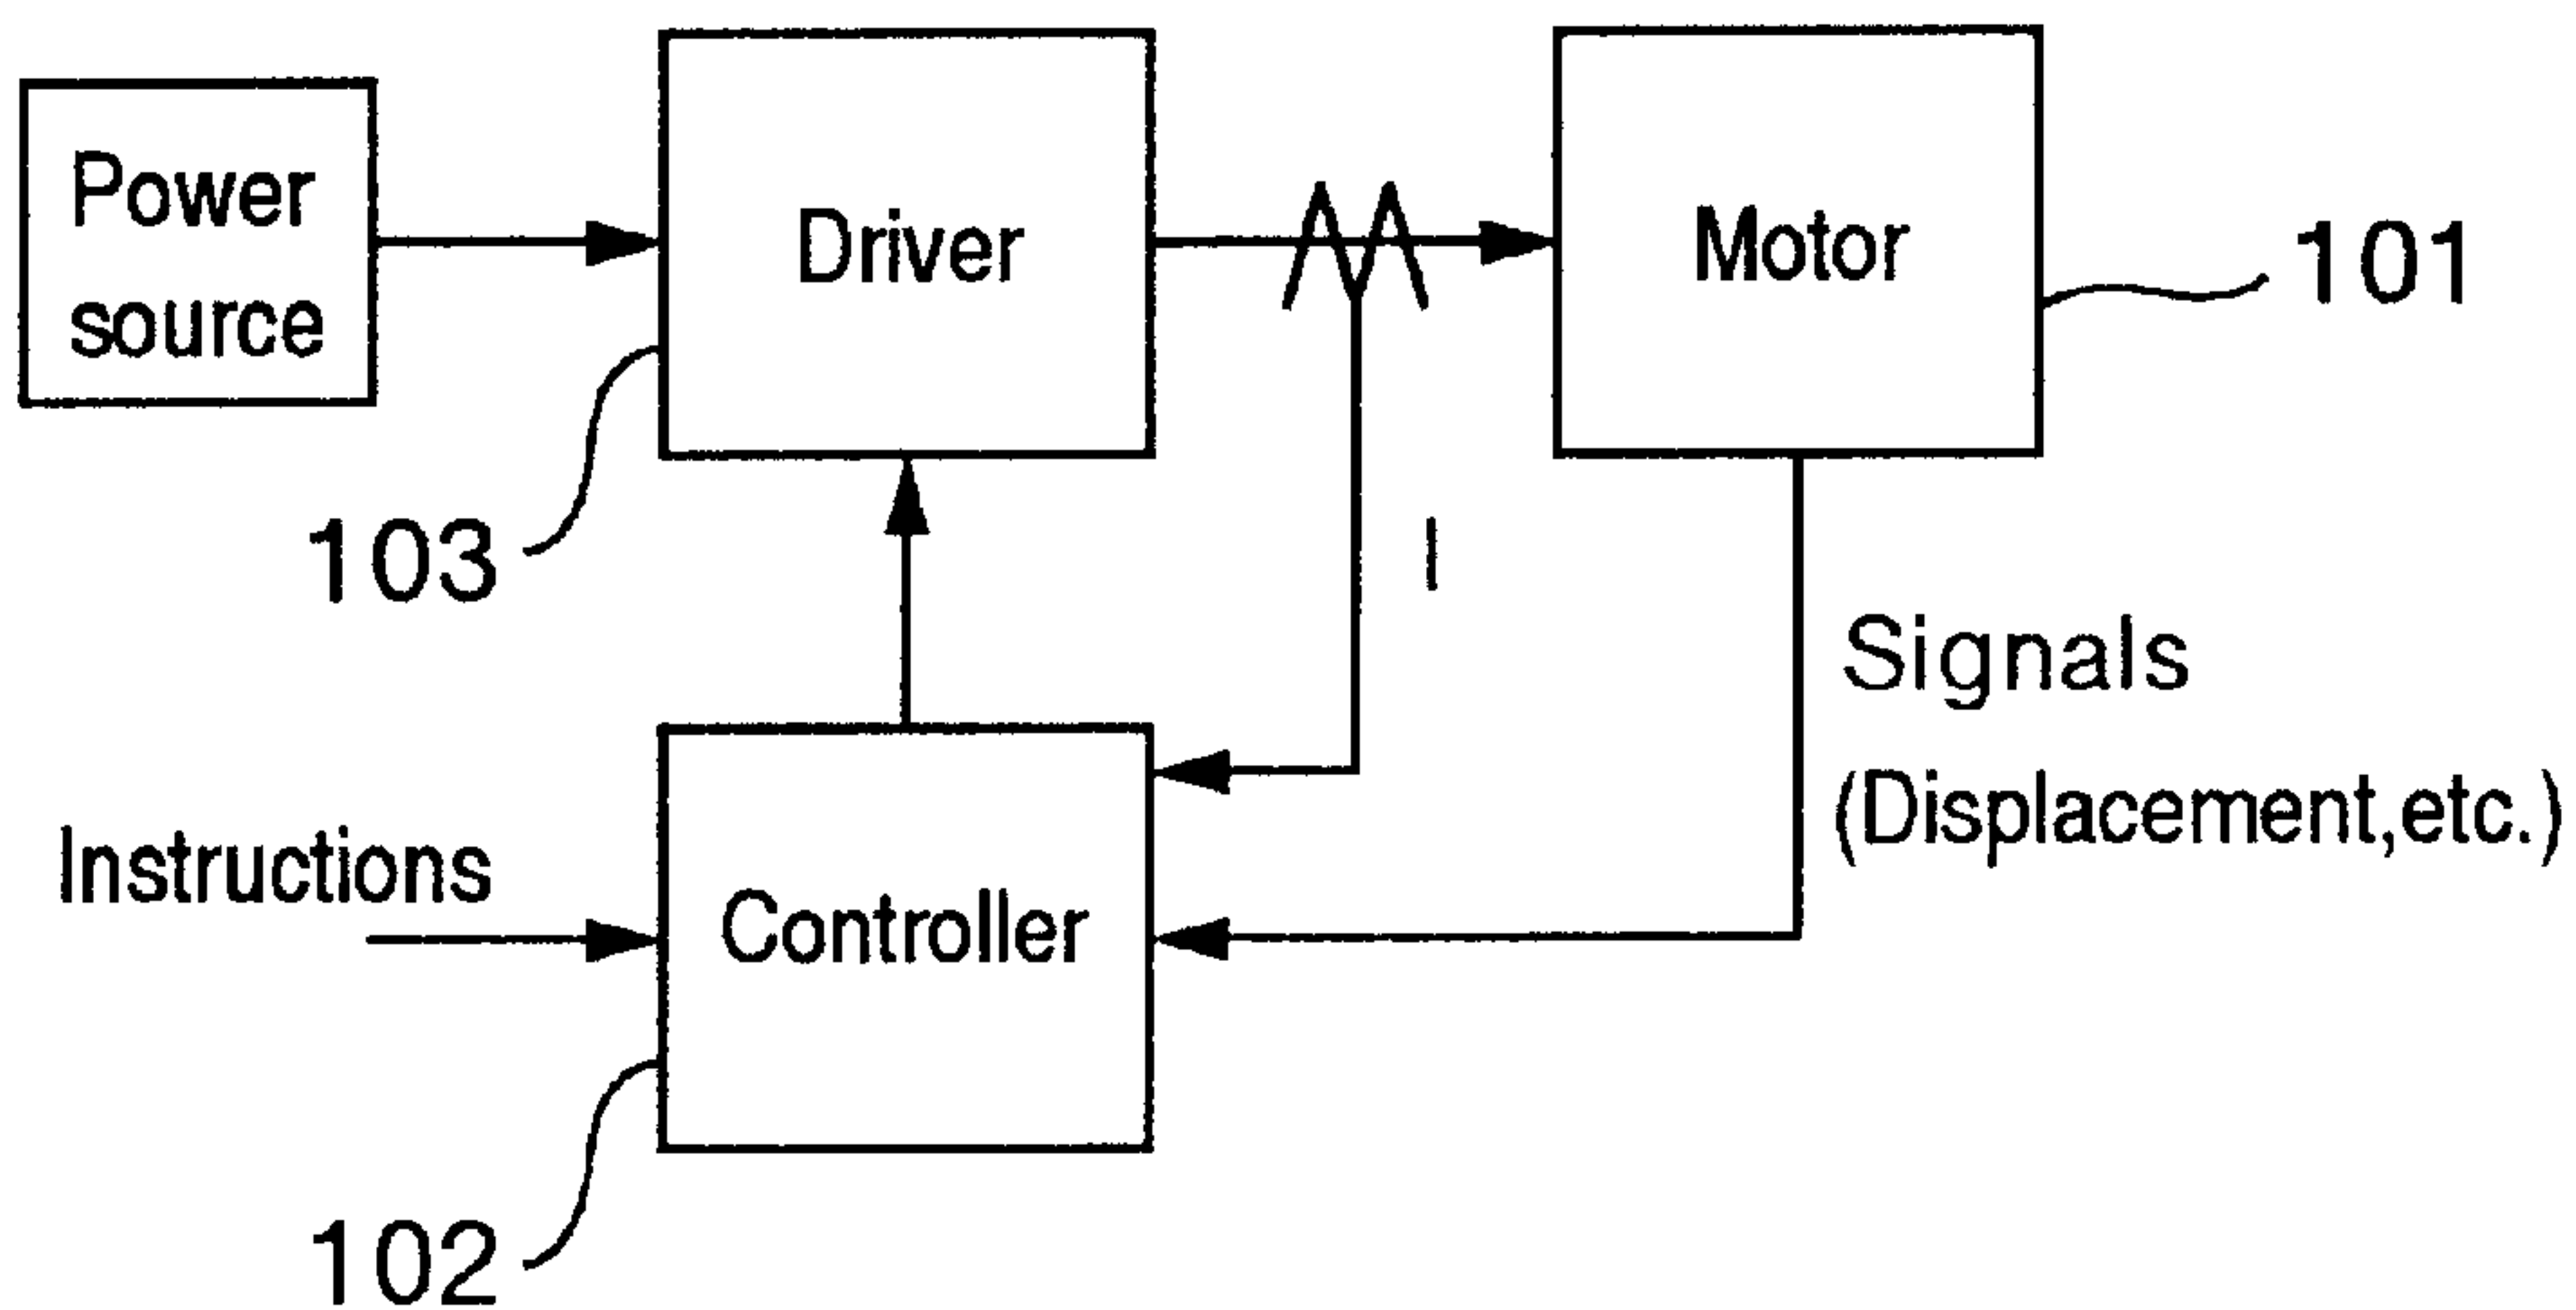 Power
source
Driver
Motor
101
103
I
Signals
(Displacement,etc.)
Instructions
Controller
102